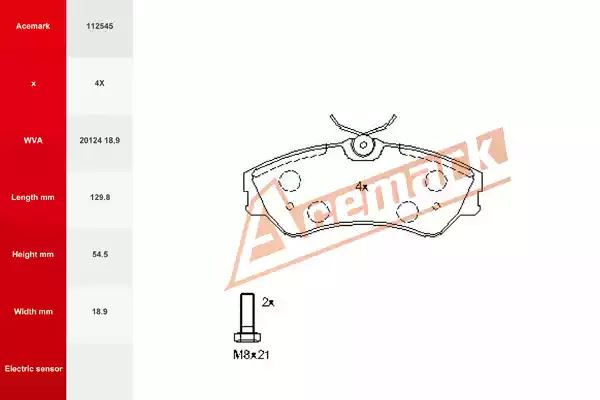 Acemark 112545
x 4X
WVA 20124 18,9
Length mm 129.8
Height mm 54.5
Width mm 18.9
Electric sensor
4x
Acemark
2x
M8x21